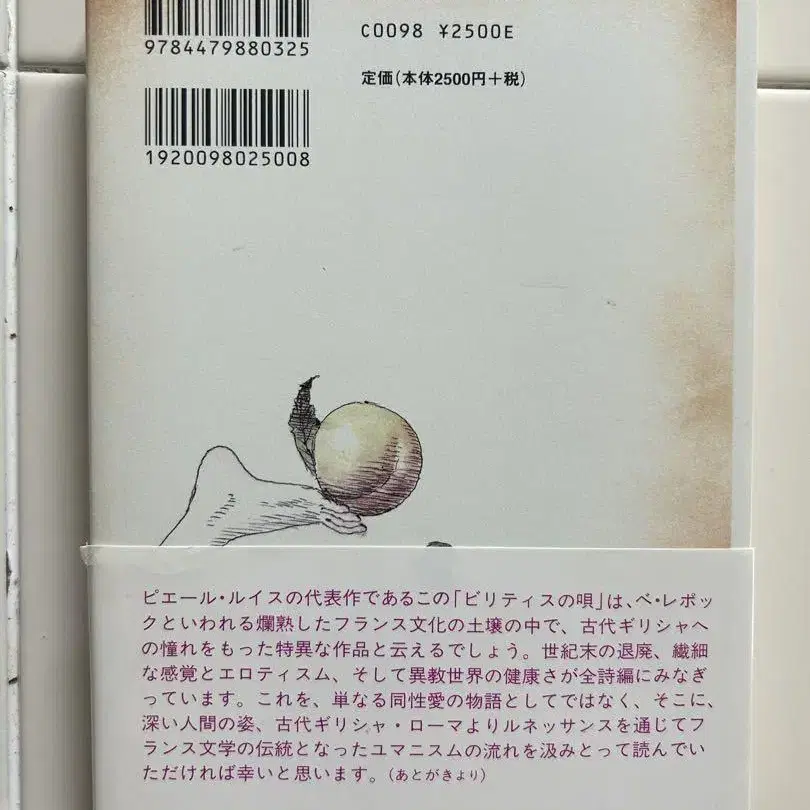 9784479880325
C0098 ¥2500E
定価(本体2500円+税)
1920098025008
ピエール・ルイスの代表作であるこの「ビリティスの唄」は、ベ・レポッ
クといわれる爛熟したフランス文化の土壌の中で、古代ギリシャへ
の憧れをもった特異な作品と云えるでしょう。世紀末の退廃、繊細
な感覚とエロティスム、そして異教世界の健康さが全詩編にみなぎ
っています。これを、単なる同性愛の物語としてではなく、そこに、
深い人間の姿、古代ギリシャ・ローマよりルネッサンスを通じてフ
ランス文学の伝統となったユマニスムの流れを汲みとって読んでい
ただければ幸いと思います。(あとがきより)